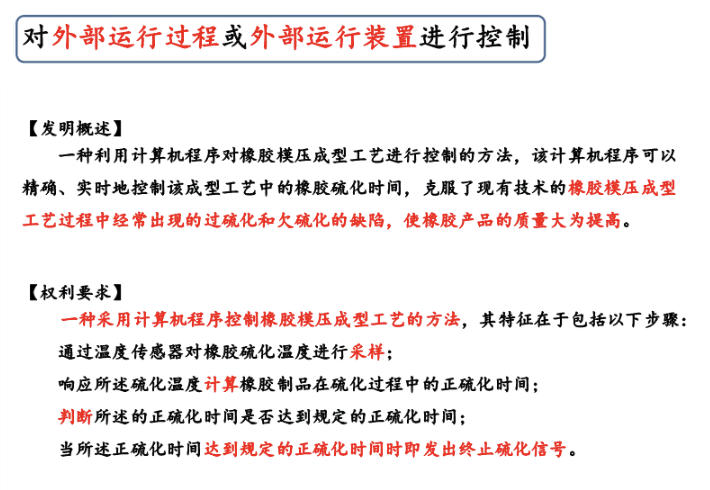 对外部运行过程或外部运行装置进行控制
【发明概述】
一种利用计算机程序对橡胶模压成型工艺进行控制的方法，该计算机程序可以
精确、实时地控制该成型工艺中的橡胶硫化时间，克服了现有技术的橡胶模压成型
工艺过程中经常出现的过硫化和欠硫化的缺陷，使橡胶产品的质量大为提高。
【权利要求】
一种采用计算机程序控制橡胶模压成型工艺的方法，其特征在于包括以下步骤：
通过温度传感器对橡胶硫化温度进行采样；
响应所述硫化温度计算橡胶制品在硫化过程中的正硫化时间；
判断所述的正硫化时间是否达到规定的正硫化时间；
当所述正硫化时间达到规定的正硫化时间时即发出终止硫化信号。